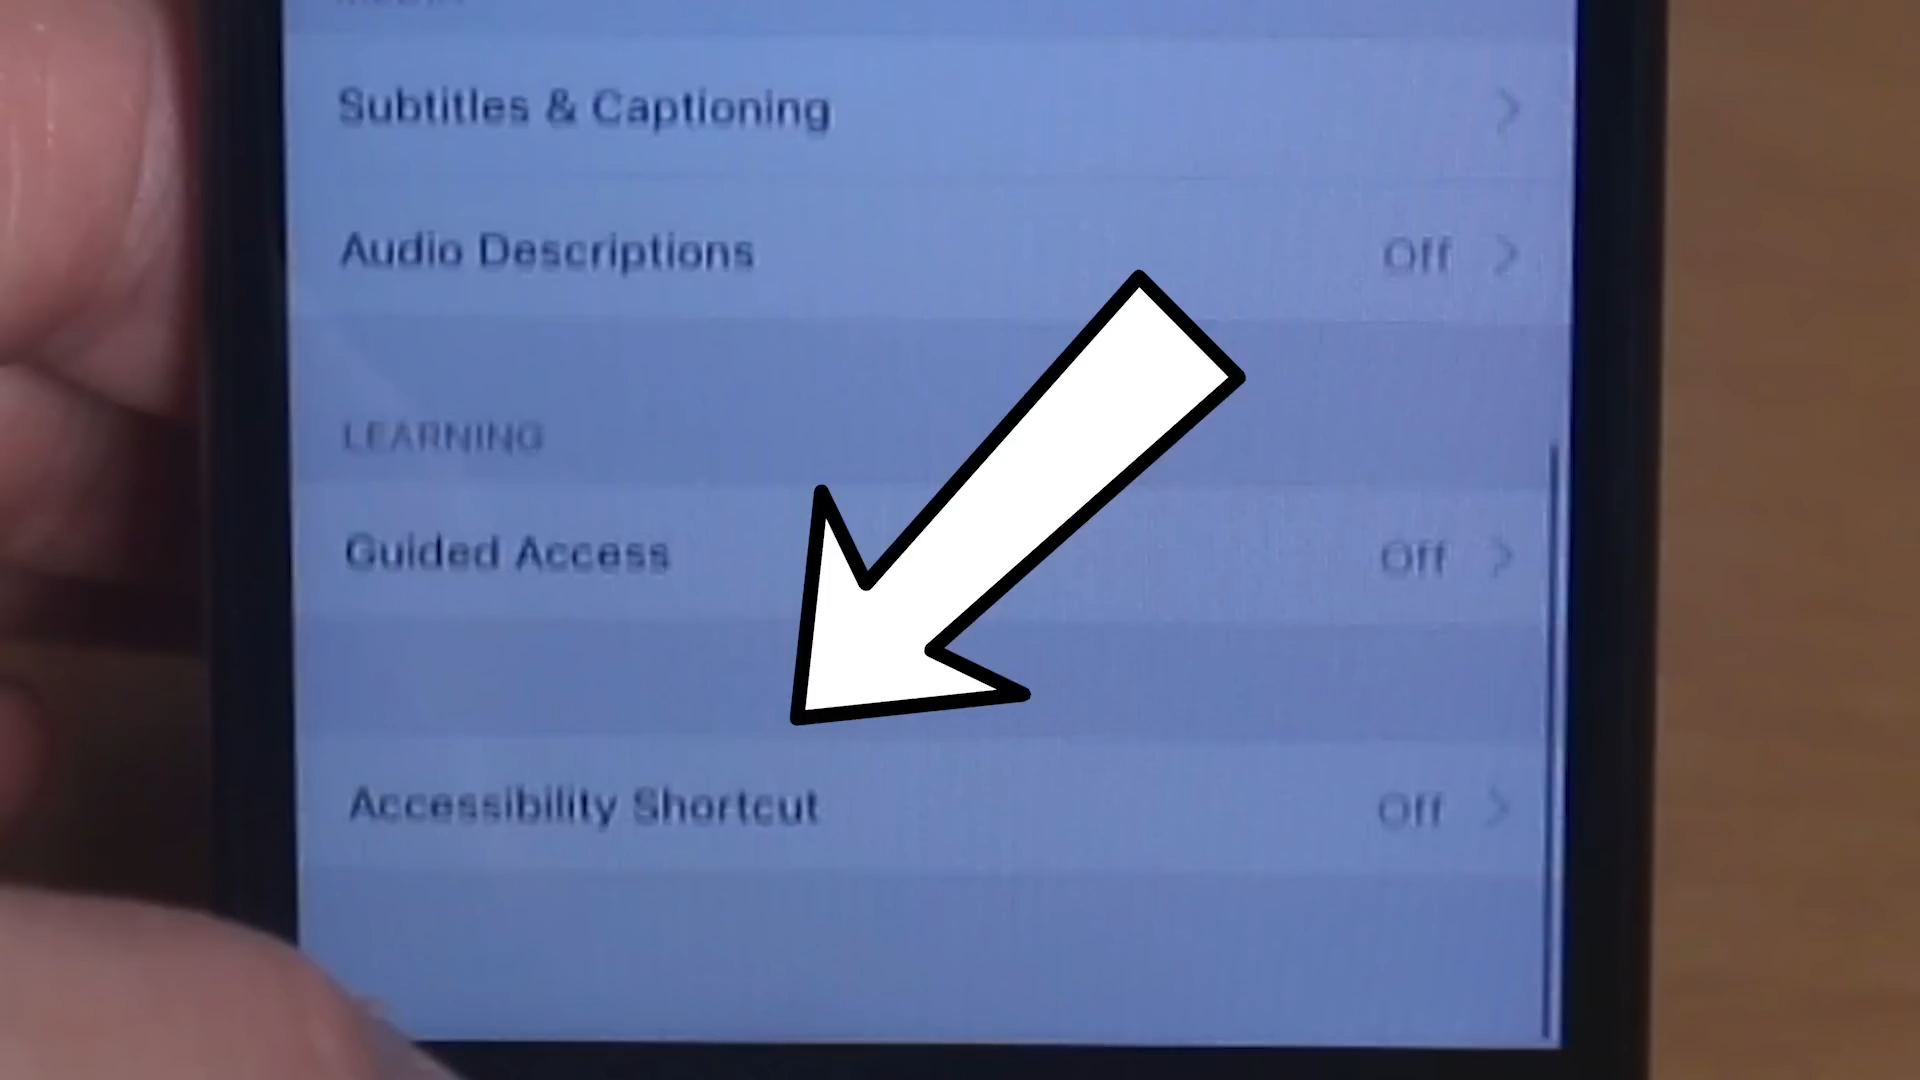 Subtitles & Captioning
Audio Descriptions Off
LEARNING
Guided Access Off
Accessibility Shortcut Off